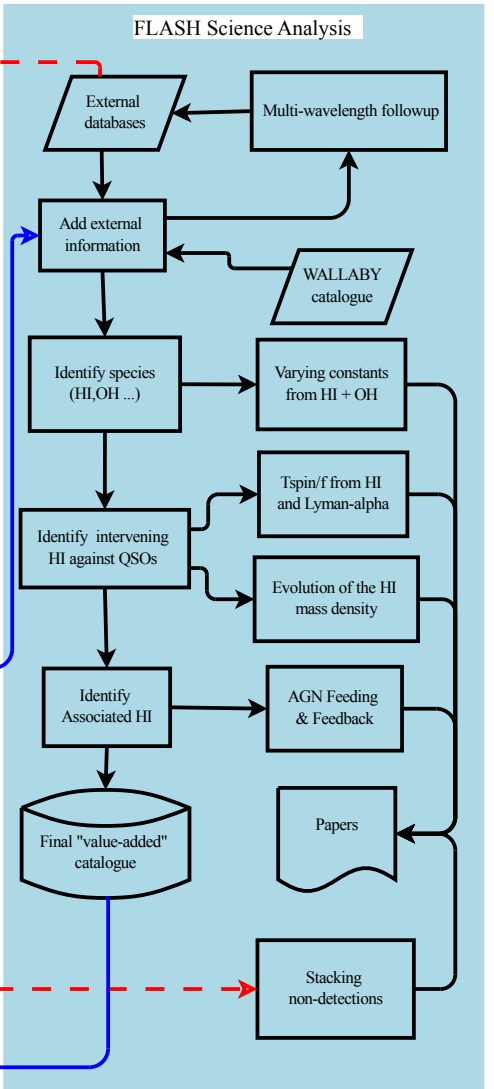 FLASH Science Analysis
External
databases
Multi-wavelength followup
Add external
information
WALLABY
catalogue
Identify species
(HI,OH ...)
Varying constants
from HI + OH
Tspin/f from HI
and Lyman-alpha
Identify intervening
HI against QSOs
Evolution of the HI
mass density
Identify
Associated HI
AGN Feeding
& Feedback
Final "value-added"
catalogue
Papers
Stacking
non-detections